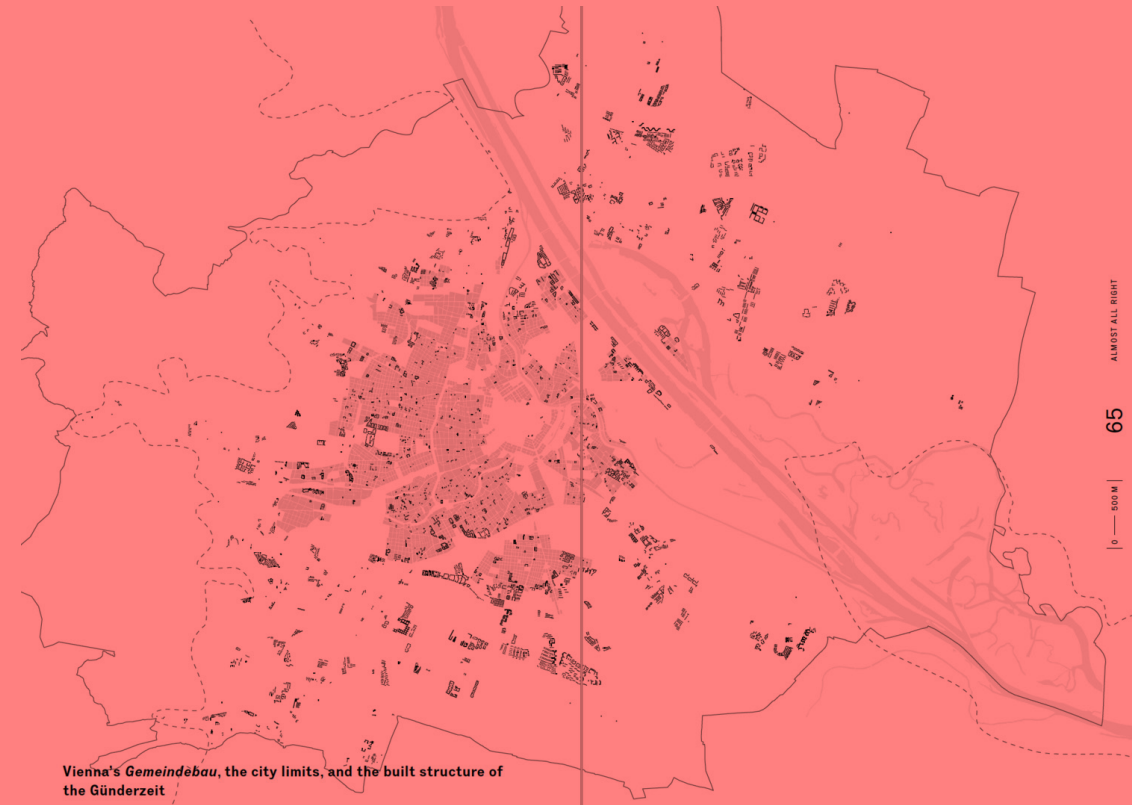 ALMOST ALL RIGHT
65
0 500 M
Vienna's Gemeindebau, the city limits, and the built structure of
the Günderzeit